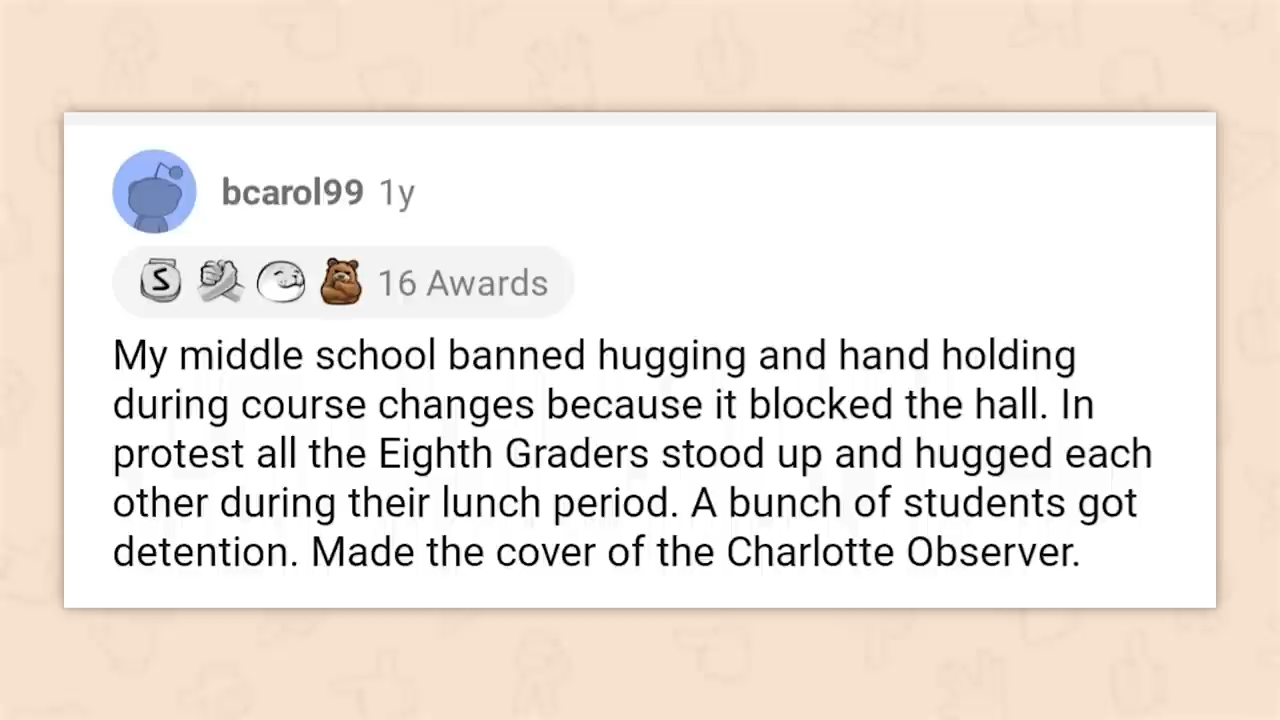 bcarol99 1y
S 16 Awards
My middle school banned hugging and hand holding
during course changes because it blocked the hall. In
protest all the Eighth Graders stood up and hugged each
other during their lunch period. A bunch of students got
detention. Made the cover of the Charlotte Observer.